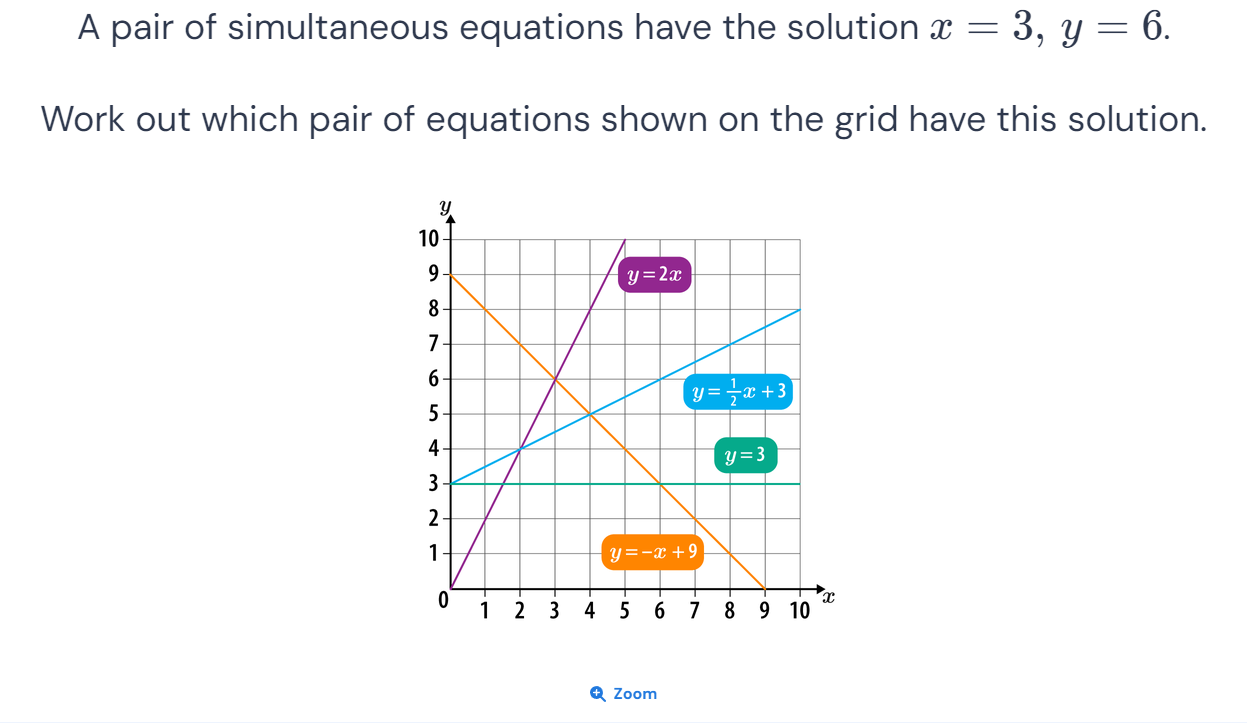 A pair of simultaneous equations have the solution x = 3, y = 6.
Work out which pair of equations shown on the grid have this solution.
y
10
9
8
7
6
5
4
3
2
1
0
1 2 3 4 5 6 7 8 9 10
x
y = 2x
y = 1/2 x + 3
y = 3
y = −x + 9
Zoom